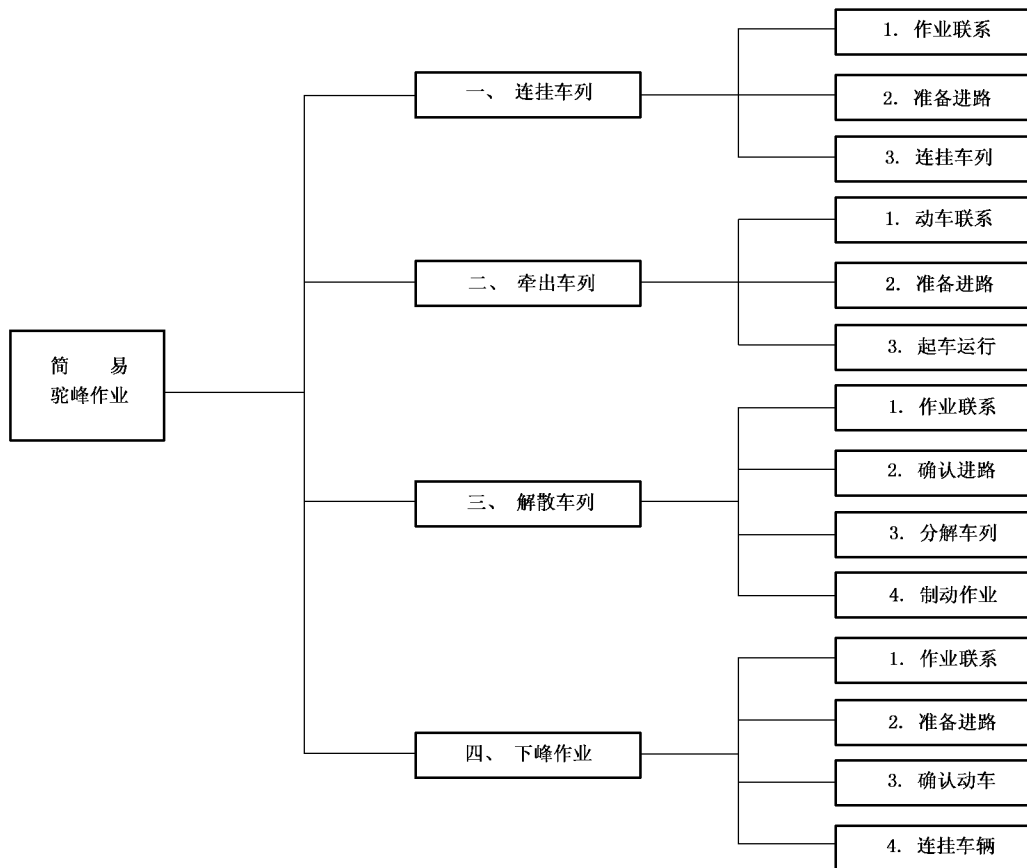 简 易
驼峰作业
一、 连挂车列
1. 作业联系
2. 准备进路
3. 连挂车列
二、 牵出车列
1. 动车联系
2. 准备进路
3. 起车运行
三、 解散车列
1. 作业联系
2. 确认进路
3. 分解车列
4. 制动作业
四、 下峰作业
1. 作业联系
2. 准备进路
3. 确认动车
4. 连挂车辆